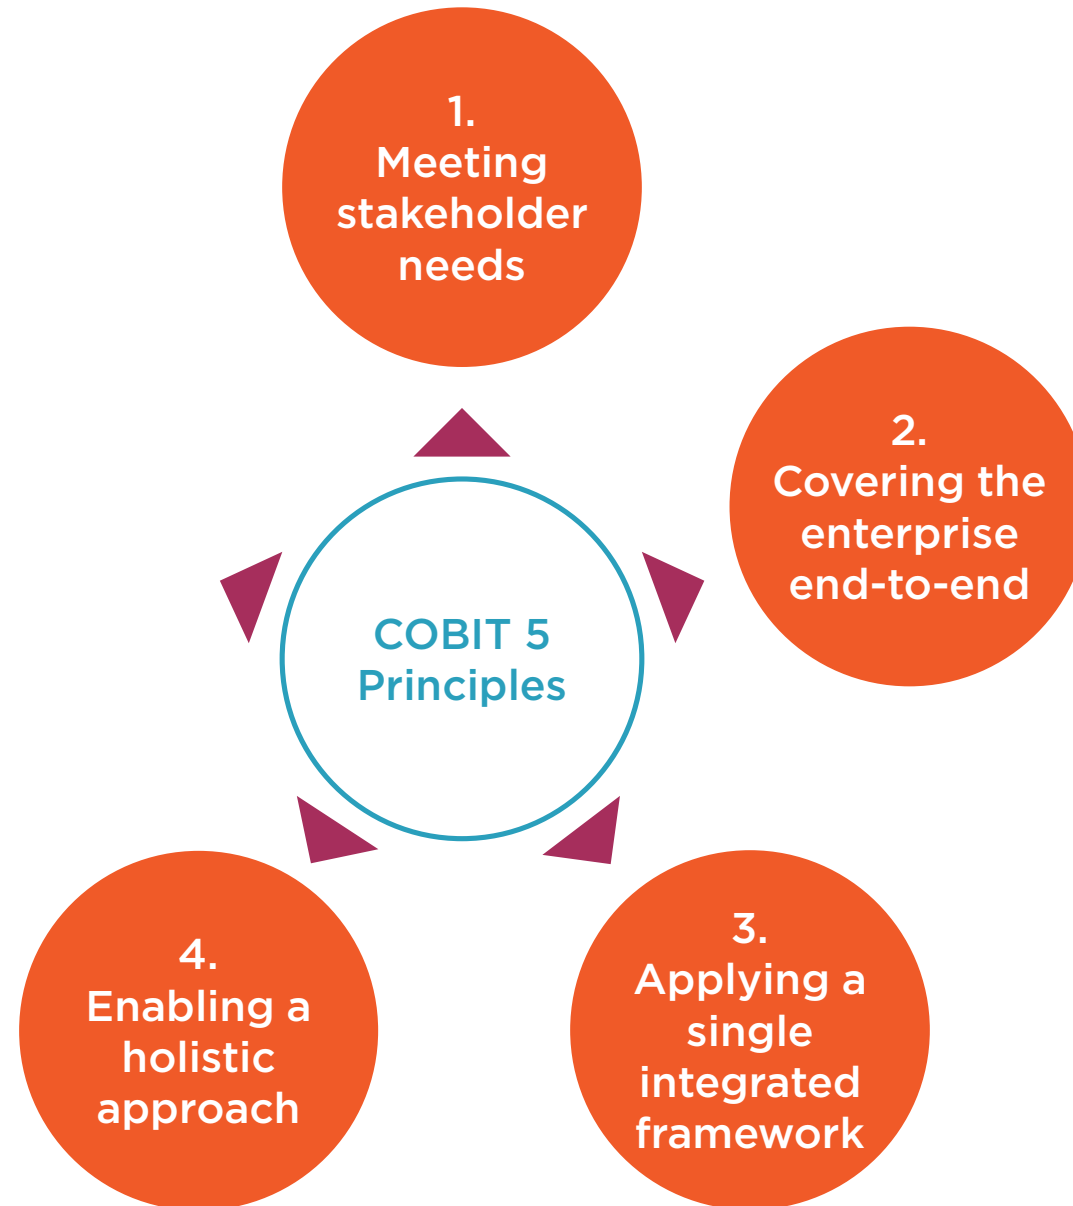 1.
Meeting
stakeholder
needs
2.
Covering the
enterprise
end-to-end
COBIT 5
Principles
3.
Applying a
single
integrated
framework
4.
Enabling a
holistic
approach